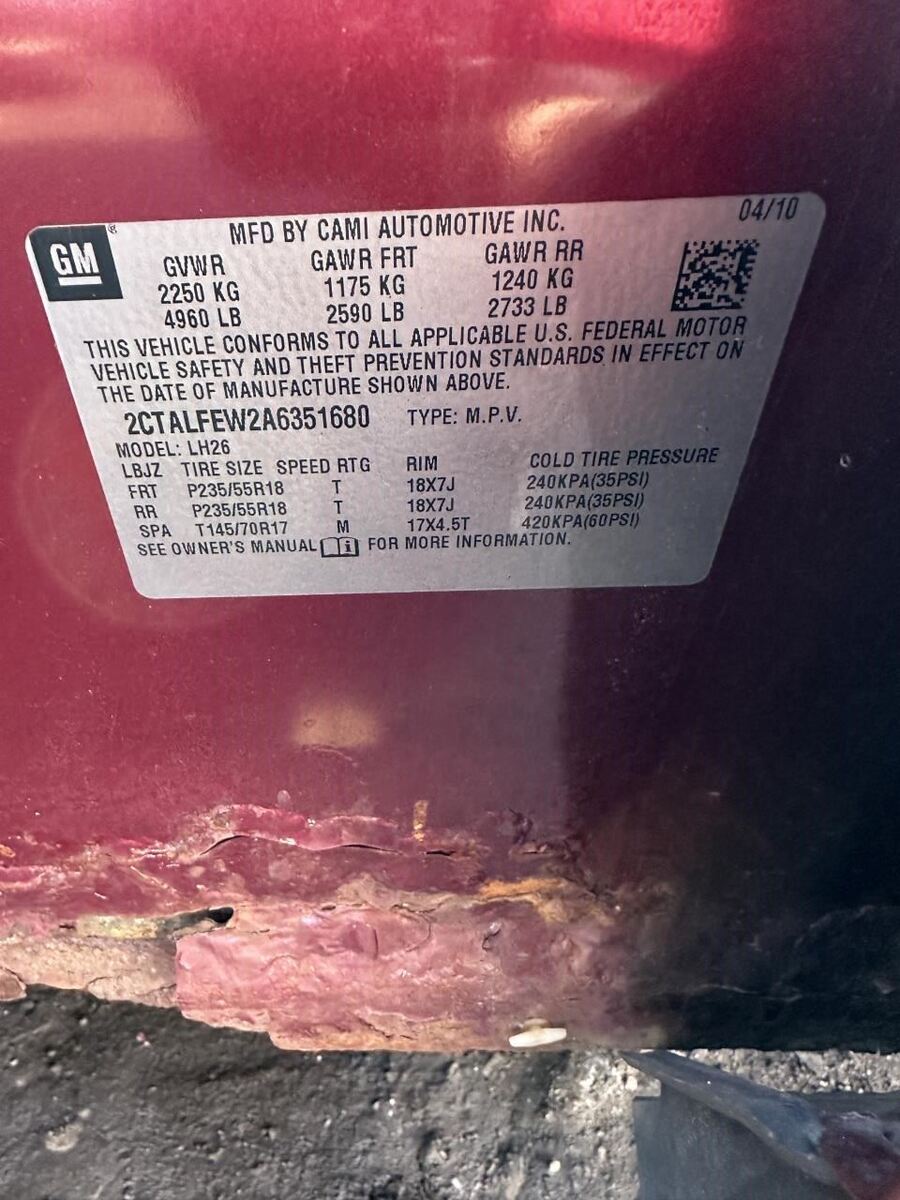 04/10
GM®
MFD BY CAMI AUTOMOTIVE INC.
GVWR GAWR FRT GAWR RR
2250 KG 1175 KG 1240 KG
4960 LB 2590 LB 2733 LB
THIS VEHICLE CONFORMS TO ALL APPLICABLE U.S. FEDERAL MOTOR
VEHICLE SAFETY AND THEFT PREVENTION STANDARDS IN EFFECT ON
THE DATE OF MANUFACTURE SHOWN ABOVE.
2CTALFEW2A6351680 TYPE: M.P.V.
MODEL: LH26
LBJZ TIRE SIZE SPEED RTG RIM COLD TIRE PRESSURE
FRT P235/55R18 T 18X7J 240KPA(35PSI)
RR P235/55R18 T 18X7J 240KPA(35PSI)
SPA T145/70R17 M 17X4.5T 420KPA(60PSI)
SEE OWNER'S MANUAL i FOR MORE INFORMATION.